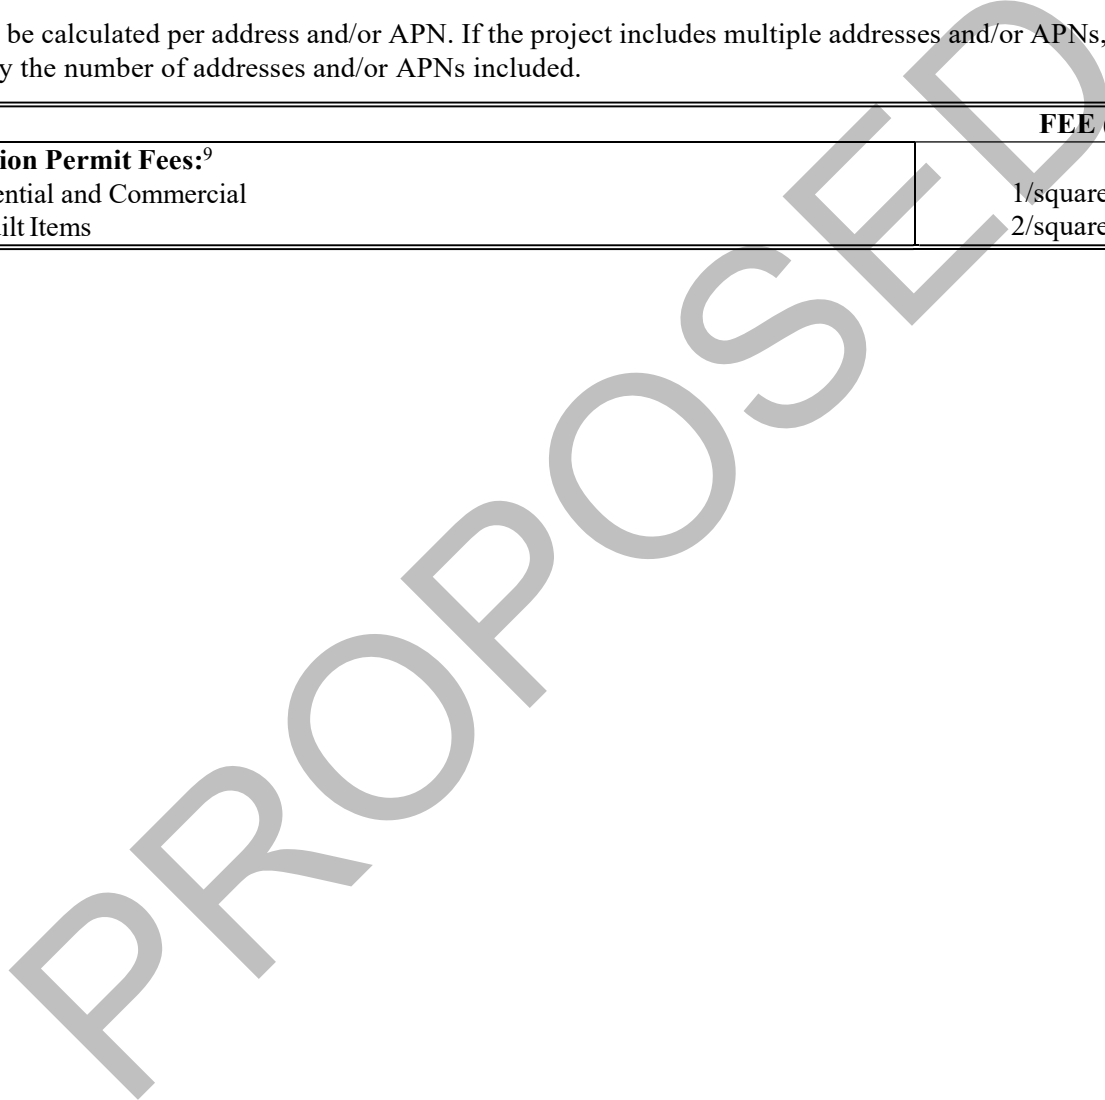 be calculated per address and/or APN. If the project includes multiple addresses and/or APNs,
y the number of addresses and/or APNs included.
FEE (
ion Permit Fees:⁹
ential and Commercial 1/square
ilt Items 2/square
PROPOSED